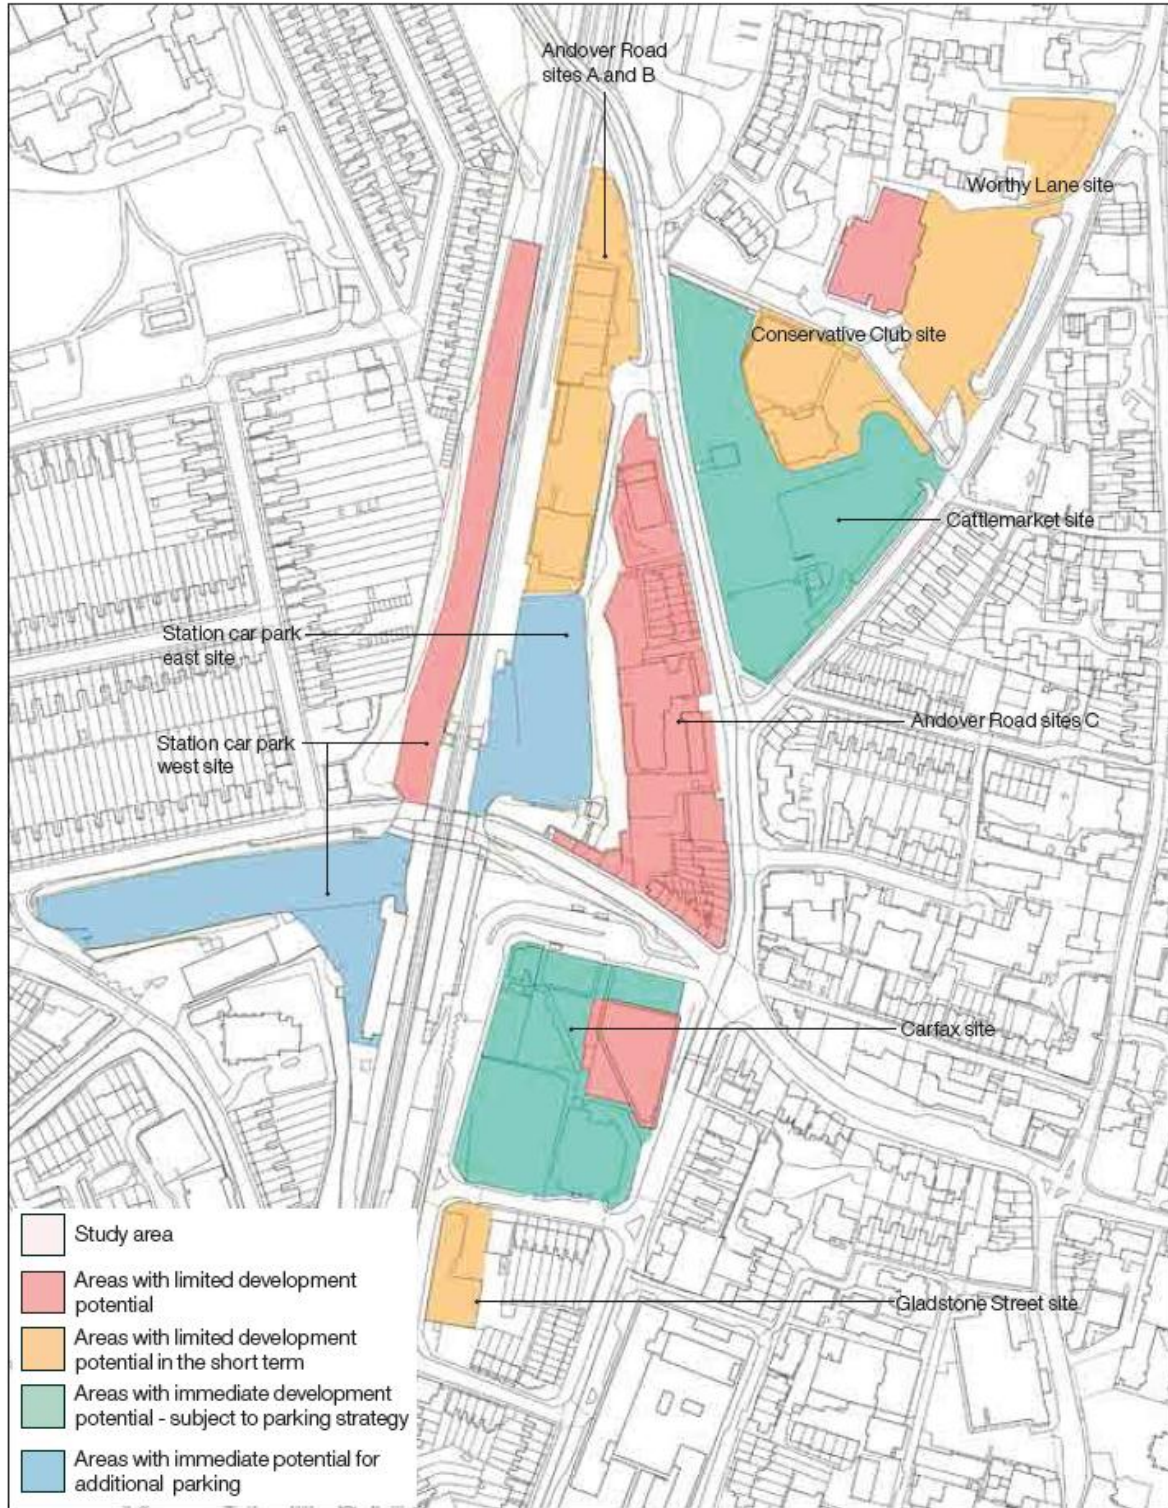 Andover Road
sites A and B
Worthy Lane site
Conservative Club site
Cattlemarket site
Station car park
east site
Andover Road sites C
Station car park
west site
Carfax site
Gladstone Street site
Study area
Areas with limited development
potential
Areas with limited development
potential in the short term
Areas with immediate development
potential - subject to parking strategy
Areas with immediate potential for
additional parking